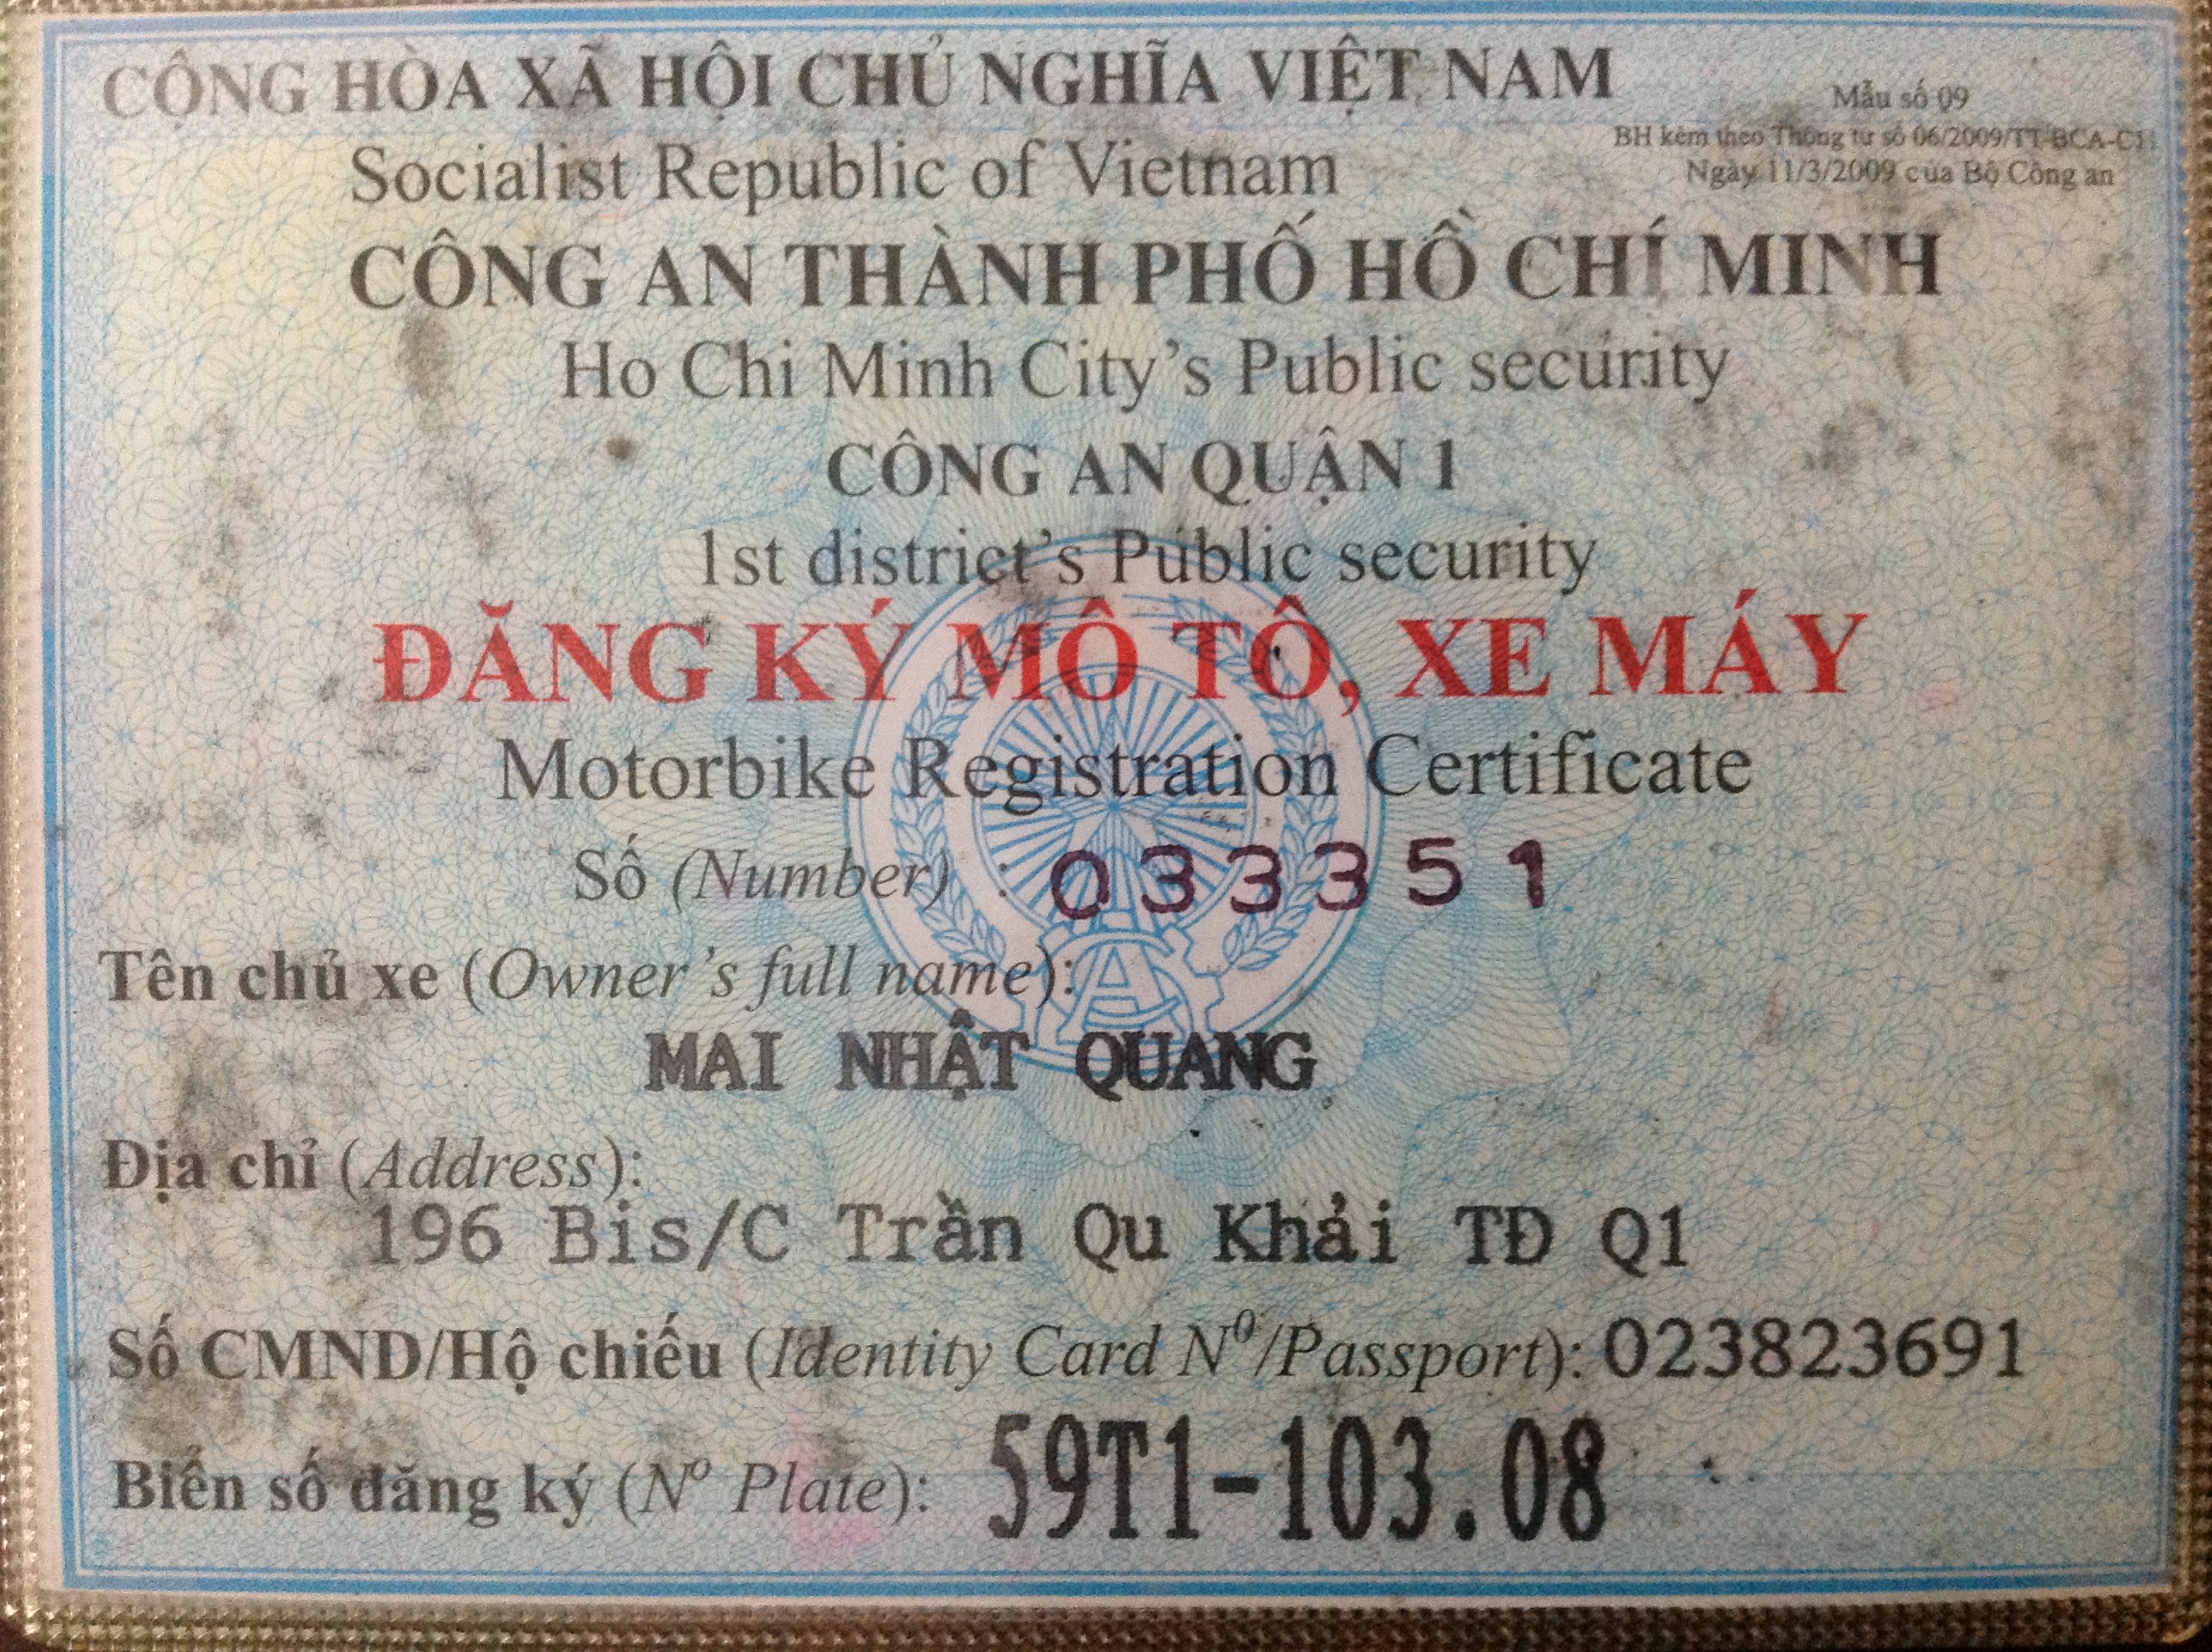 CỘNG HÒA XÃ HỘI CHỦ NGHĨA VIỆT NAM
Mẫu số 09
BH kèm theo Thông tư số 06/2009/TT-BCA-C11
Ngày 11/3/2009 của Bộ Công an
Socialist Republic of Vietnam
CÔNG AN THÀNH PHỐ HỒ CHÍ MINH
Ho Chi Minh City's Public security
CÔNG AN QUẬN 1
1st district's Public security
ĐĂNG KÝ MÔ TÔ, XE MÁY
Motorbike Registration Certificate
Số (Number) : 033351
Tên chủ xe (Owner's full name):
MAI NHẬT QUANG
Địa chỉ (Address):
196 Bis/C Trần Qu Khải TĐ Q1
Số CMND/Hộ chiếu (Identity Card N⁰/Passport): 023823691
Biển số đăng ký (Nº Plate): 59T1-103.08